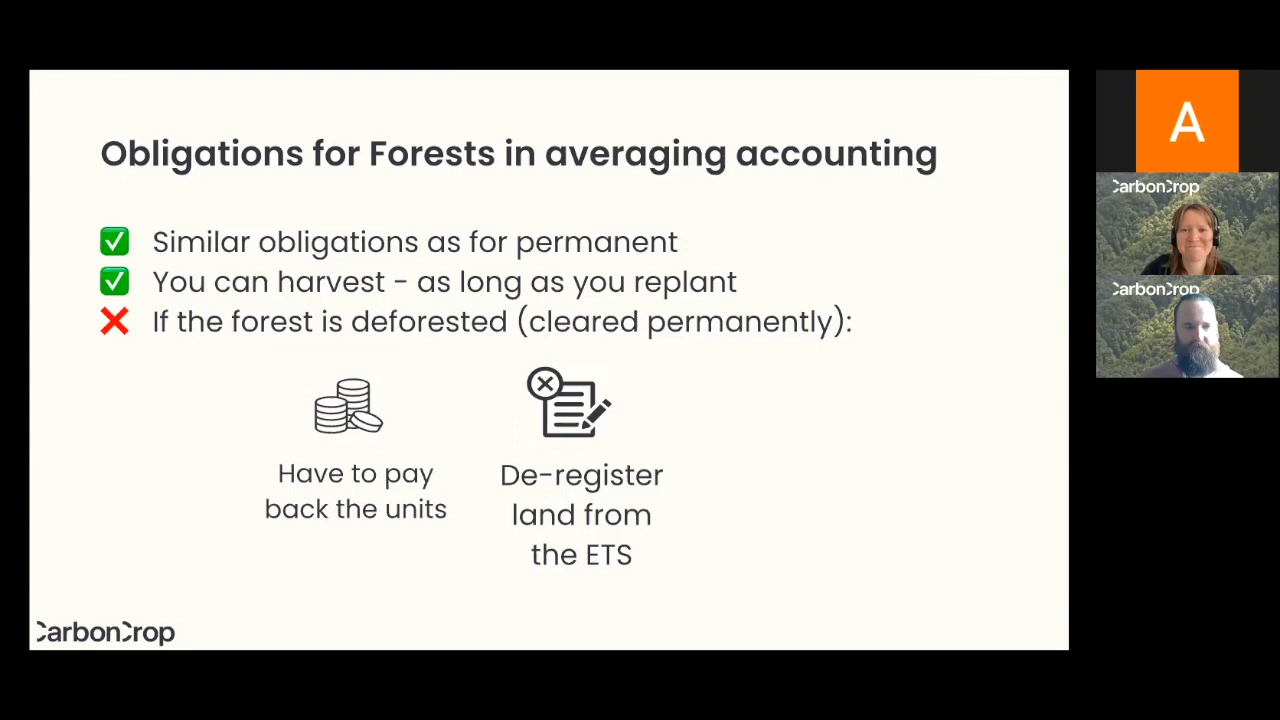 Obligations for Forests in averaging accounting
Similar obligations as for permanent
You can harvest - as long as you replant
If the forest is deforested (cleared permanently):
Have to pay
back the units
De-register
land from
the ETS
CarbonCrop
A
CarbonCrop
CarbonCrop